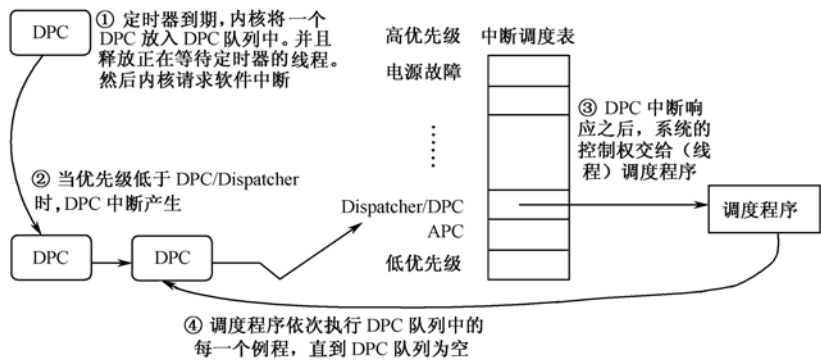 DPC
① 定时器到期，内核将一个
DPC 放入 DPC 队列中。并且
释放正在等待定时器的线程。
然后内核请求软件中断
高优先级
中断调度表
电源故障
……
③ DPC 中断响
应之后，系统的
控制权交给（线
程）调度程序
② 当优先级低于 DPC/Dispatcher
时，DPC 中断产生
Dispatcher/DPC
APC
低优先级
调度程序
DPC
DPC
④ 调度程序依次执行 DPC 队列中的
每一个例程，直到 DPC 队列为空